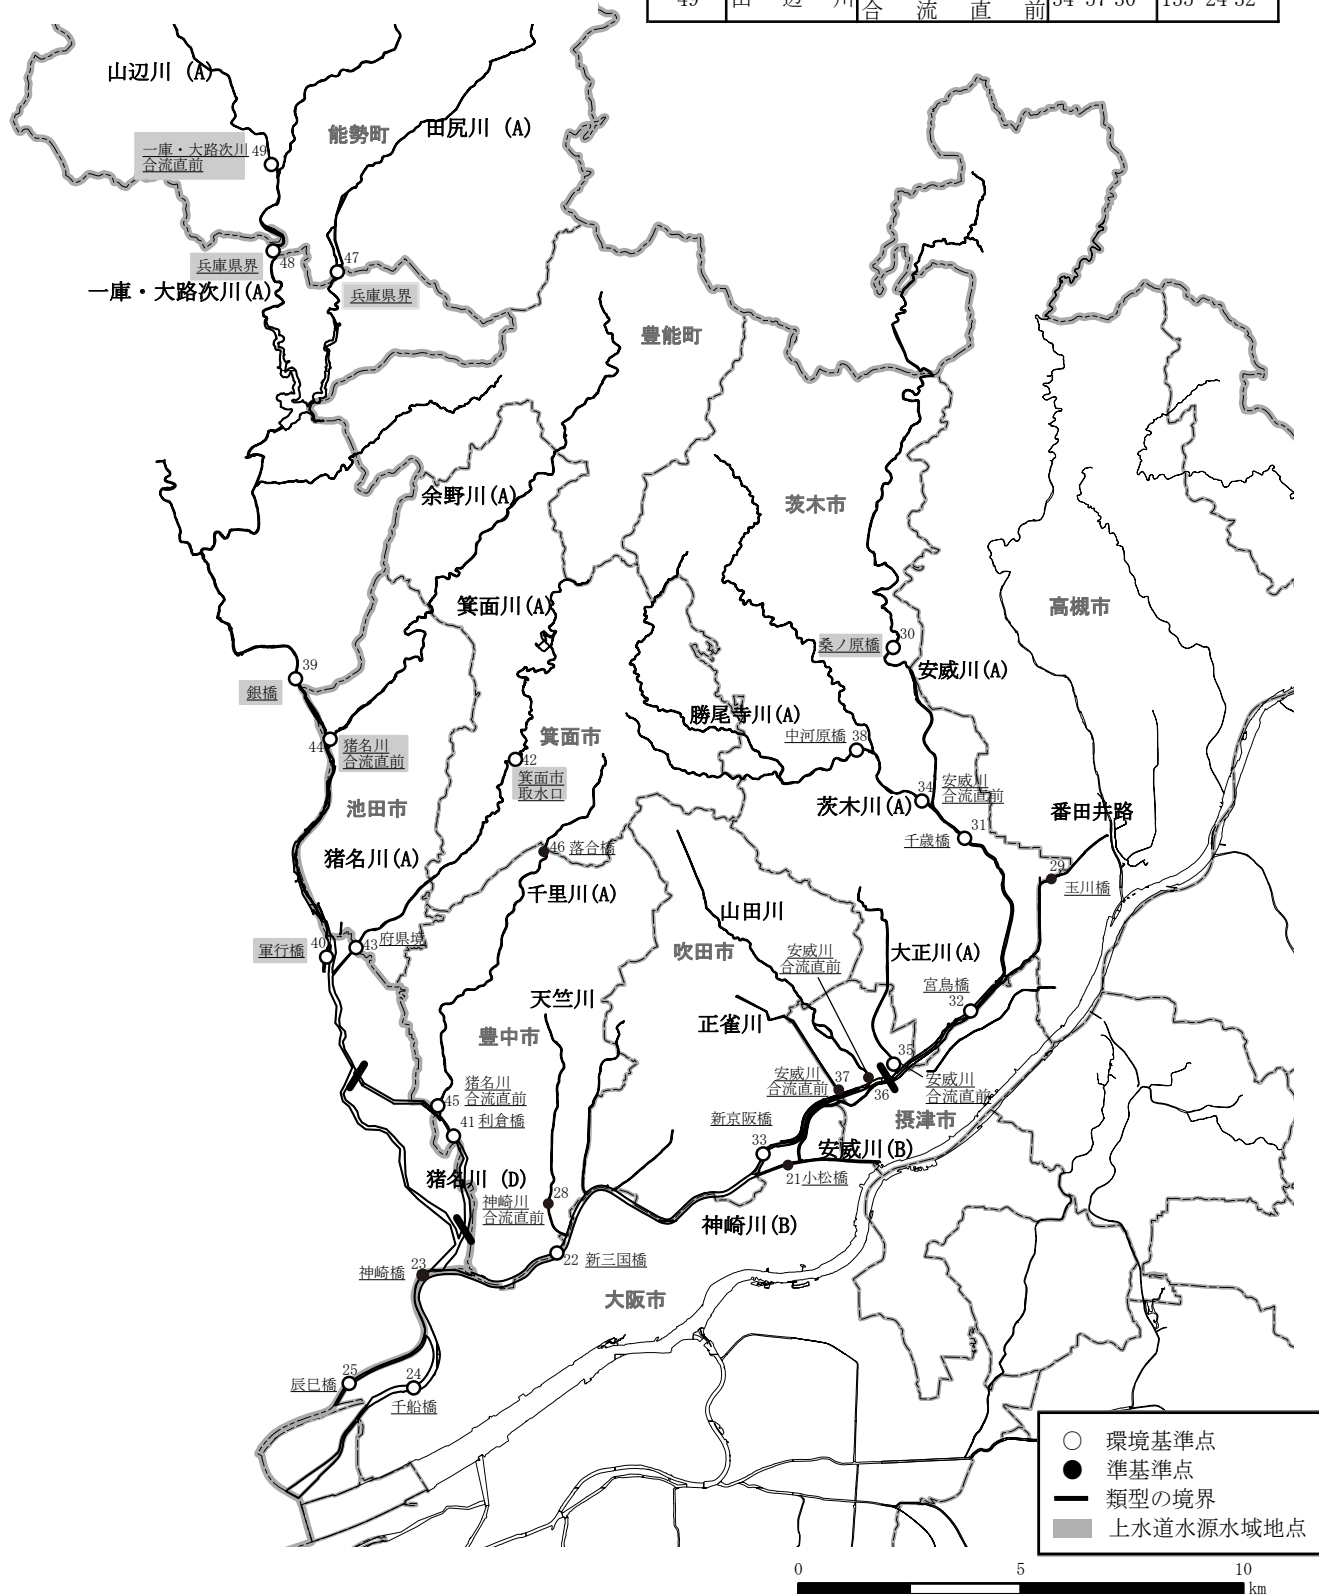 49 山辺川 合流直前 34°57′30″ 135°24′32″
山辺川 (A)
能勢町
田尻川 (A)
一庫・大路次川
合流直前
49
兵庫県界
48
47
兵庫県界
一庫・大路次川(A)
豊能町
余野川(A)
茨木市
箕面川(A)
高槻市
30
桑ノ原橋
安威川(A)
39
銀橋
勝尾寺川(A)
中河原橋 38
44
猪名川
合流直前
箕面市
42
箕面市
取水口
34
安威川
合流直前
池田市
茨木川(A)
番田井路
31
千歳橋
猪名川(A)
46 落合橋
29
玉川橋
千里川(A)
山田川
40
軍行橋
43
府県境
吹田市
安威川
合流直前
大正川(A)
天竺川
宮鳥橋
32
正雀川
豊中市
35
猪名川
合流直前
45
安威川
合流直前
37
36
安威川
合流直前
41 利倉橋
新京阪橋
33
摂津市
安威川(B)
猪名川 (D)
21 小松橋
28
神崎川
合流直前
神崎川(B)
22 新三国橋
23
神崎橋
大阪市
25
辰巳橋
24
千船橋
○ 環境基準点
● 準基準点
類型の境界
上水道水源水域地点
0 5 10
km